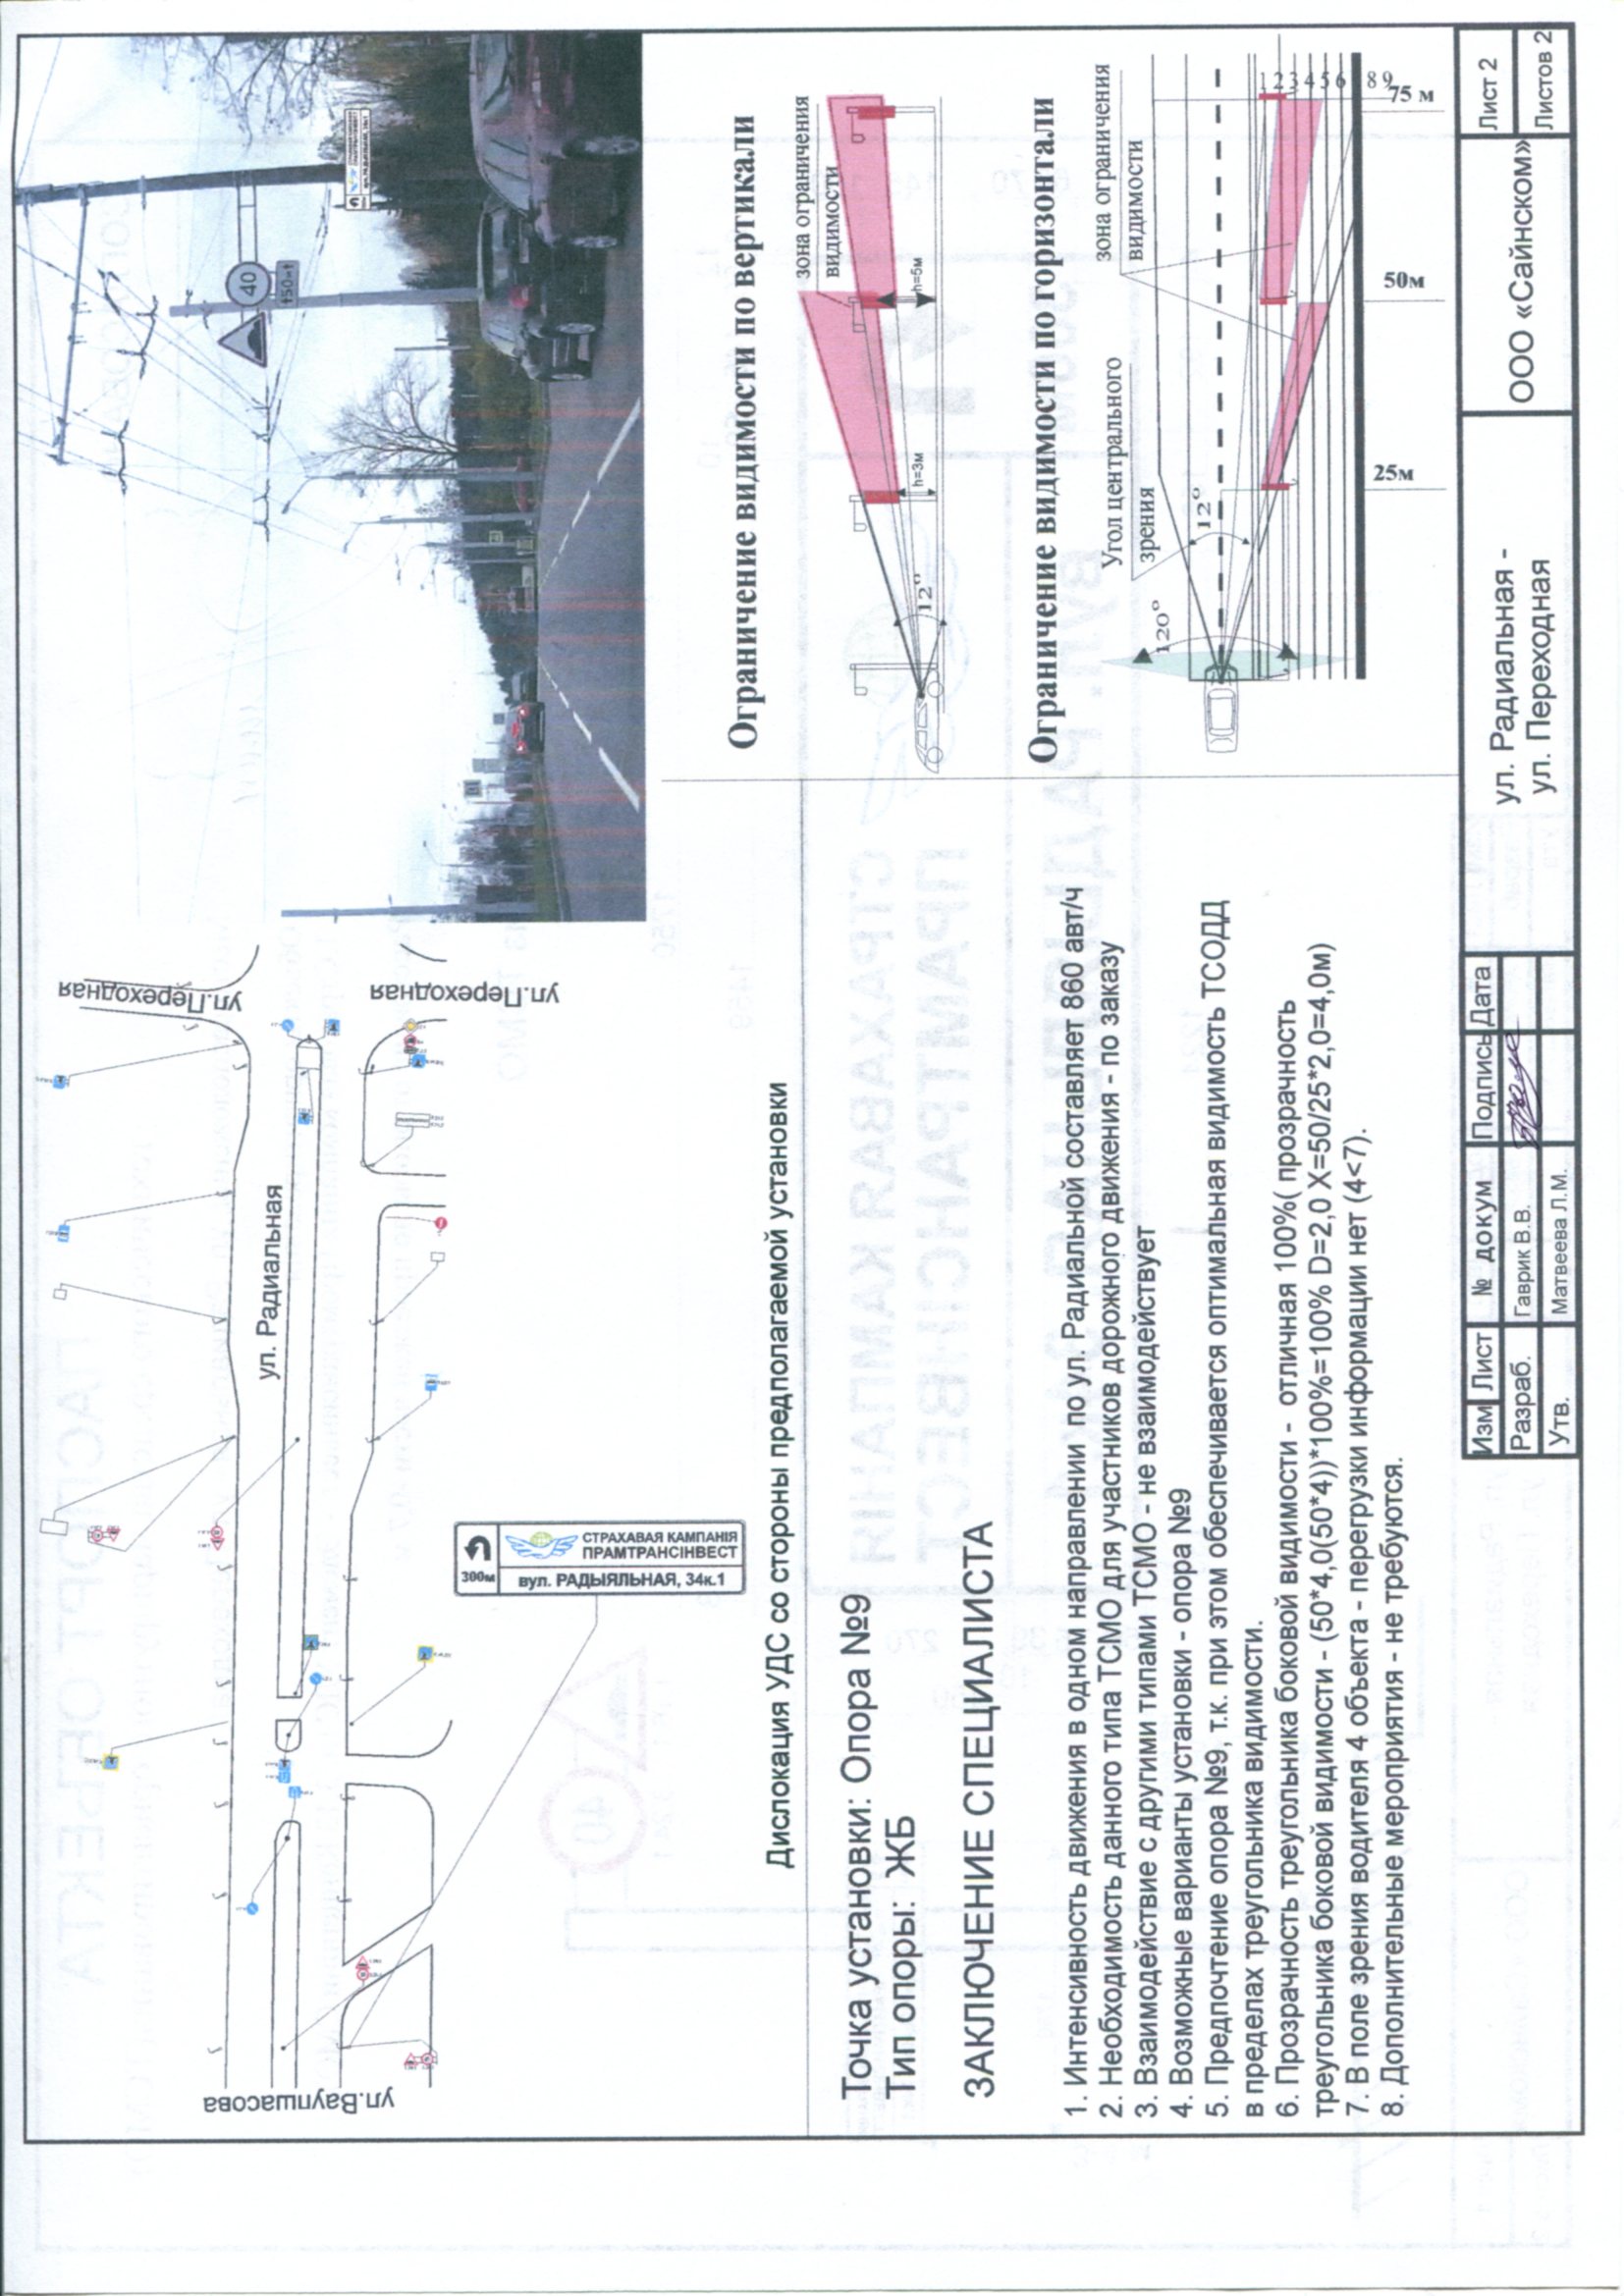 ул.Ваупшасова
ул. Радиальная
ул.Переходная
ул.Переходная
300м
СТРАХАВАЯ КАМПАНІЯ
ПРАМТРАНСІНВЕСТ
вул. РАДЫЯЛЬНАЯ, 34к.1
40
Дислокация УДС со стороны предполагаемой установки
Точка установки: Опора №9
Тип опоры: ЖБ
ЗАКЛЮЧЕНИЕ СПЕЦИАЛИСТА
1. Интенсивность движения в одном направлении по ул. Радиальной составляет 860 авт/ч
2. Необходимость данного типа ТСМО для участников дорожного движения - по заказу
3. Взаимодействие с другими типами ТСМО - не взаимодействует
4. Возможные варианты установки - опора №9
5. Предпочтение опора №9, т.к. при этом обеспечивается оптимальная видимость ТСОДД
в пределах треугольника видимости.
6. Прозрачность треугольника боковой видимости - отличная 100%( прозрачность
треугольника боковой видимости - (50*4,0(50*4))*100%=100% D=2,0 X=50/25*2,0=4,0м)
7. В поле зрения водителя 4 объекта - перегрузки информации нет (4<7).
8. Дополнительные мероприятия - не требуются.
Ограничение видимости по вертикали
зона ограничения
видимости
12°
h=3м
h=5м
Ограничение видимости по горизонтали
Угол центрального
зрения
зона ограничения
видимости
120°
12°
1 2 3 4 5 6 8 9
25м
50м
75 м
Изм Лист № докум Подпись Дата
Разраб. Гаврик В.В.
Утв. Матвеева Л.М.
ул. Радиальная -
ул. Переходная
ООО «Сайнском»
Лист 2
Листов 2